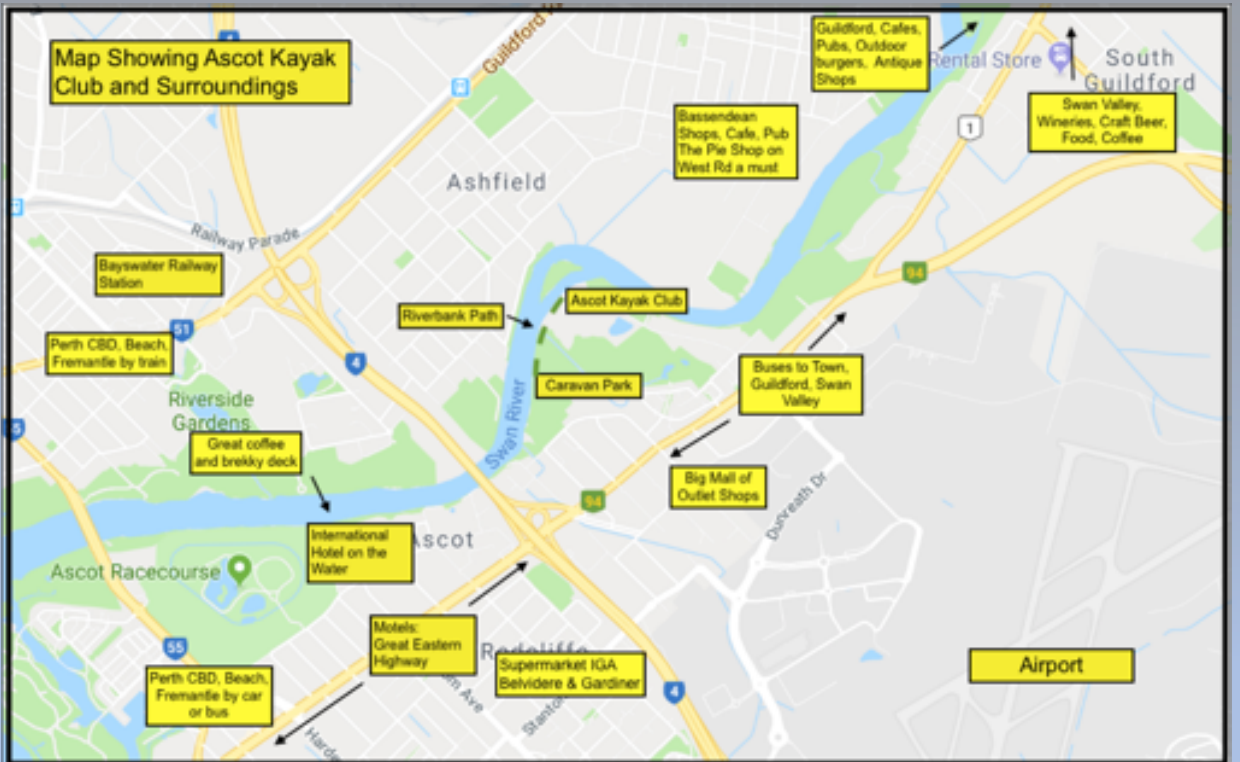 Map Showing Ascot Kayak
Club and Surroundings
Guildford Rd
Guildford, Cafes,
Pubs, Outdoor
burgers, Antique
Shops
Rental Store
South
Guildford
Swan Valley,
Wineries, Craft Beer,
Food, Coffee
1
Bassendean
Shops, Cafe, Pub
The Pie Shop on
West Rd a must
Ashfield
Railway Parade
Bayswater Railway
Station
94
Ascot Kayak Club
Riverbank Path
51
Perth CBD, Beach,
Fremantle by train
4
Caravan Park
Buses to Town,
Guildford, Swan
Valley
Riverside
Gardens
Swan River
Great coffee
and brekky deck
Big Mall of
Outlet Shops
94
Dunreath Dr
International
Hotel on the
Water
Ascot
Ascot Racecourse
Motels:
Great Eastern
Highway
55
Supermarket IGA
Belvidere & Gardiner
Airport
Perth CBD, Beach,
Fremantle by car
or bus
4